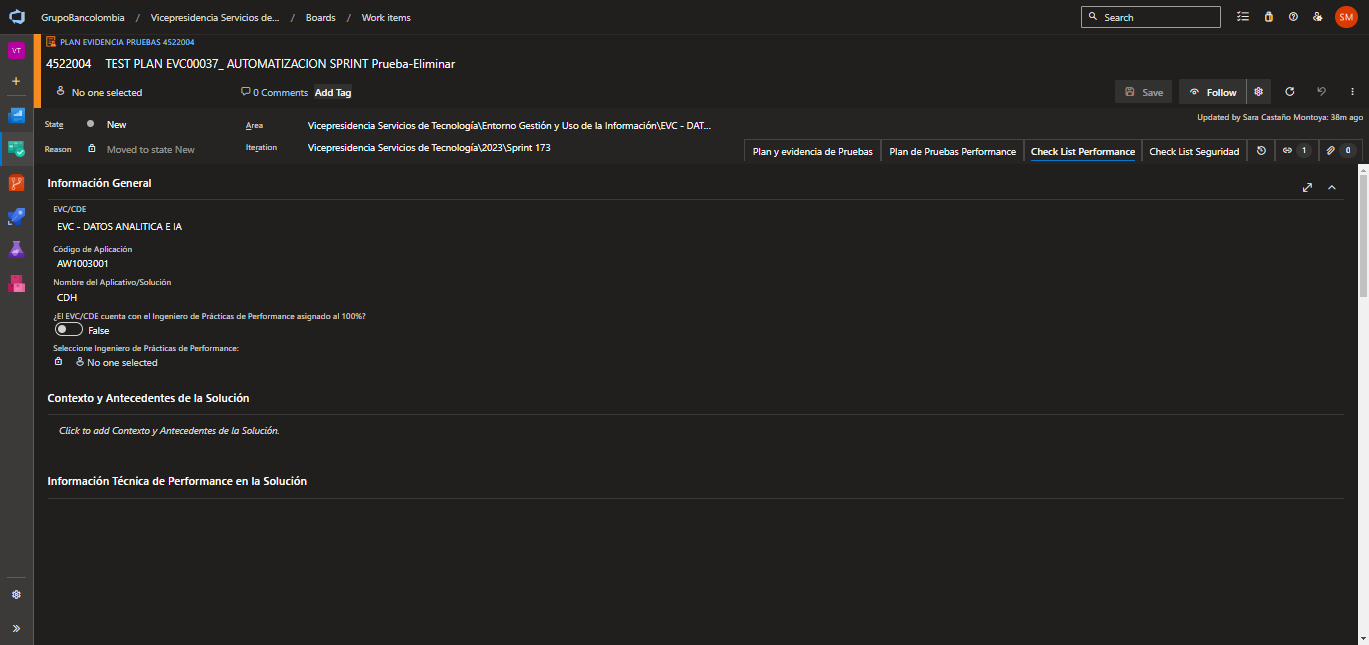 GrupoBancolombia / Vicepresidencia Servicios de... / Boards / Work items
Search
SM
VT
PLAN EVIDENCIA PRUEBAS 4522004
4522004 TEST PLAN EVC00037_ AUTOMATIZACION SPRINT Prueba-Eliminar
No one selected
0 Comments
Add Tag
Save
Follow
Updated by Sara Castaño Montoya: 38m ago
State New
Area Vicepresidencia Servicios de Tecnología\Entorno Gestión y Uso de la Información\EVC - DAT...
Reason Moved to state New
Iteration Vicepresidencia Servicios de Tecnología\2023\Sprint 173
Plan y evidencia de Pruebas
Plan de Pruebas Performance
Check List Performance
Check List Seguridad
1
0
Información General
EVC/CDE
EVC - DATOS ANALITICA E IA
Código de Aplicación
AW1003001
Nombre del Aplicativo/Solución
CDH
¿El EVC/CDE cuenta con el Ingeniero de Prácticas de Performance asignado al 100%?
False
Seleccione Ingeniero de Prácticas de Performance:
No one selected
Contexto y Antecedentes de la Solución
Click to add Contexto y Antecedentes de la Solución.
Información Técnica de Performance en la Solución